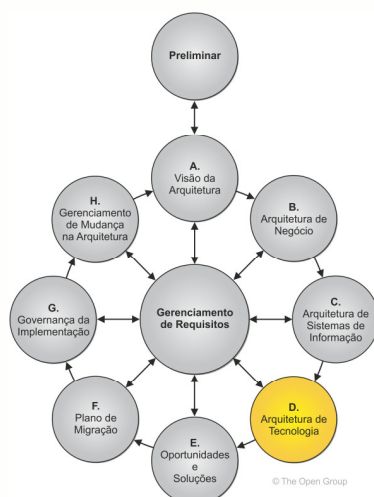 Preliminar
A.
Visão da
Arquitetura
H.
Gerenciamento
de Mudança
na Arquitetura
B.
Arquitetura de
Negócio
G.
Governança da
Implementação
Gerenciamento
de Requisitos
C.
Arquitetura de
Sistemas de
Informação
F.
Plano de
Migração
D.
Arquitetura de
Tecnologia
E.
Oportunidades
e
Soluções
© The Open Group